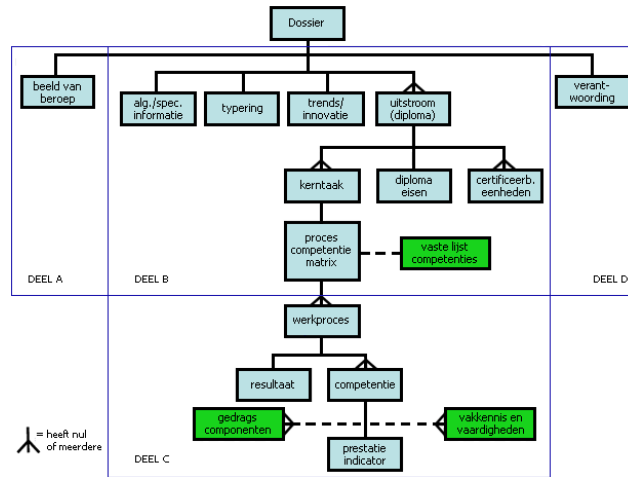 Dossier
beeld van
beroep
alg./spec.
informatie
typering
trends/
innovatie
uitstroom
(diploma)
verant-
woording
kerntaak
diploma
eisen
certificeerb.
eenheden
proces
competentie
matrix
vaste lijst
competenties
DEEL A
DEEL B
DEEL D
werkproces
resultaat
competentie
gedrags
componenten
vakkennis en
vaardigheden
= heeft nul
of meerdere
prestatie
indicator
DEEL C